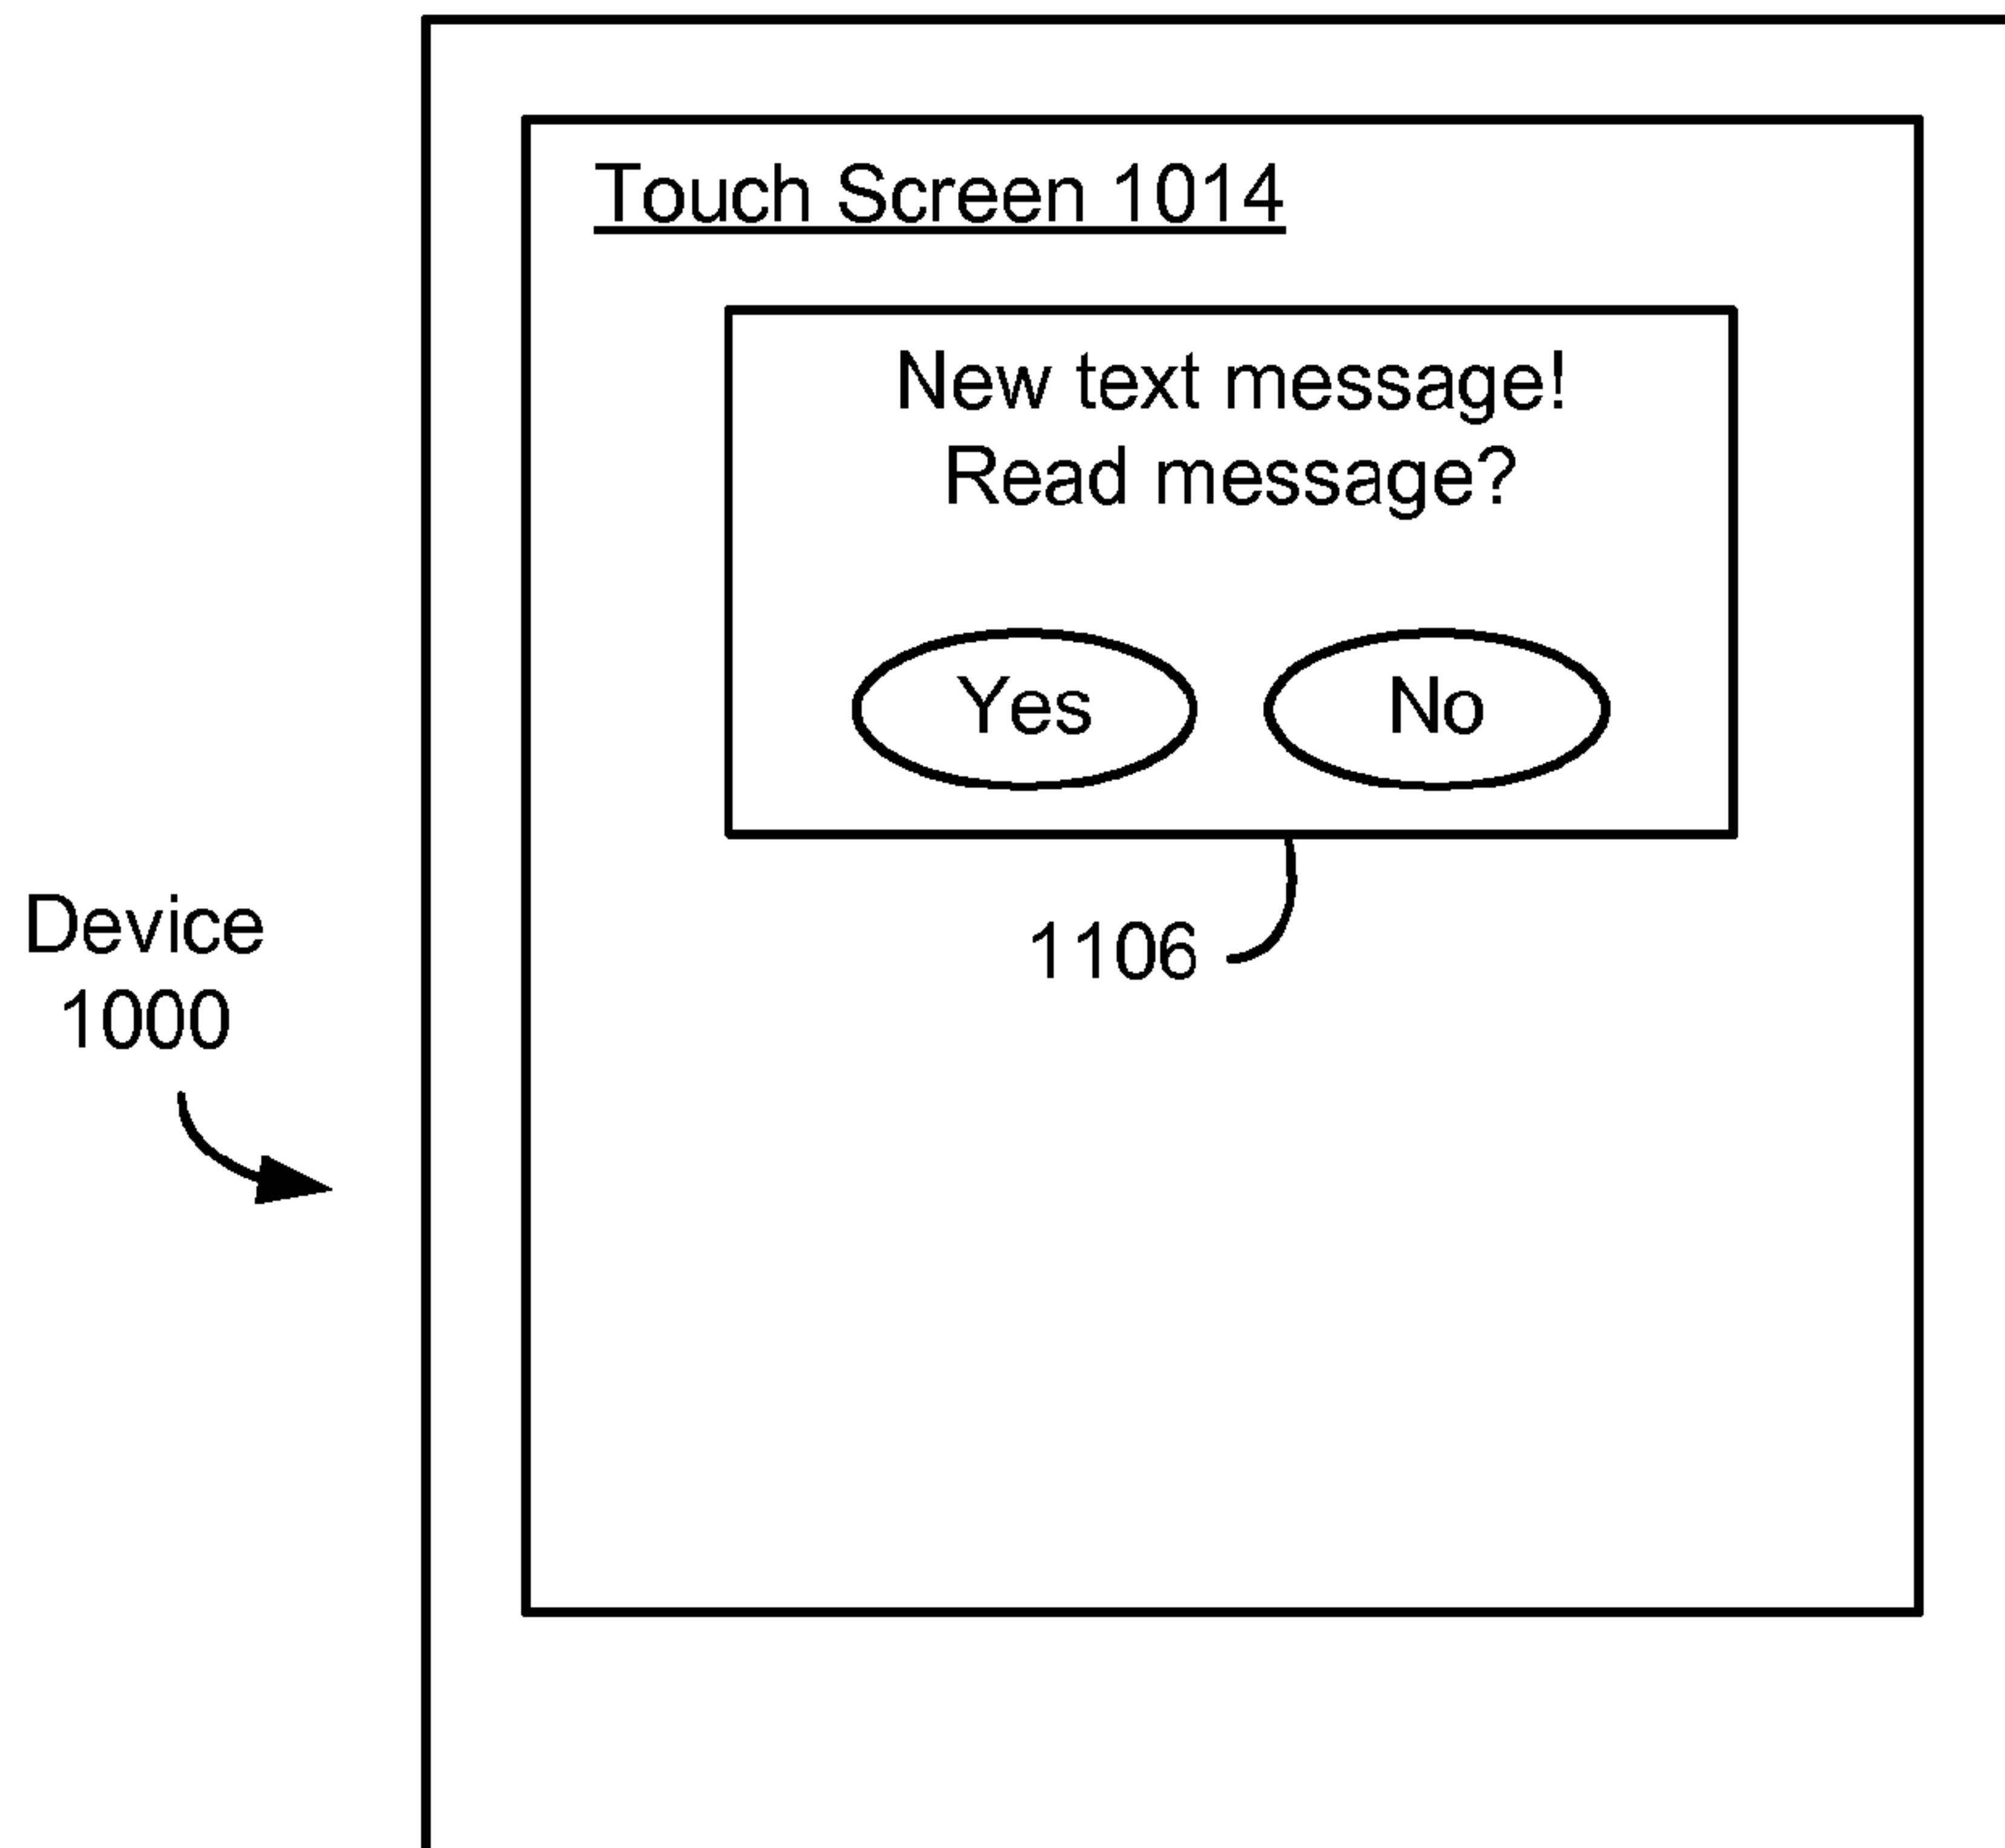 Touch Screen 1014
New text message!
Read message?
Yes
No
1106
Device
1000